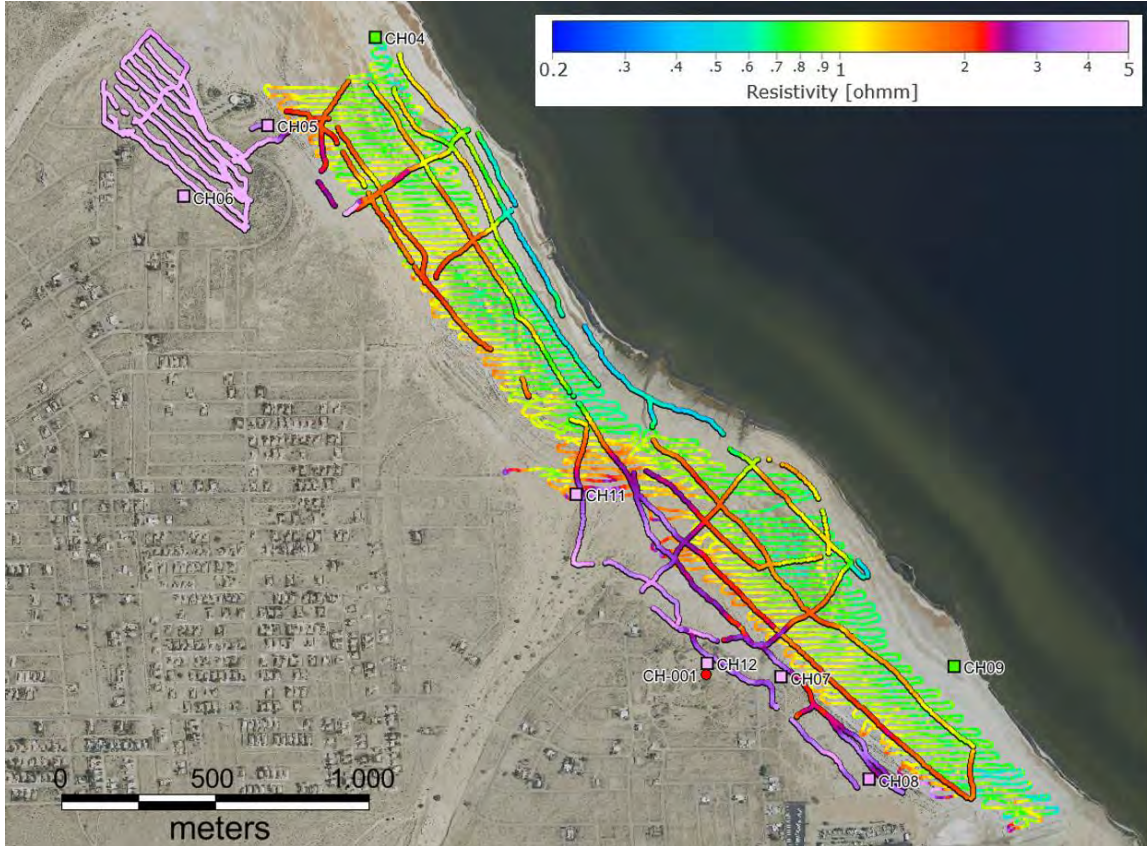 CH04
0.2 .3 .4 .5 .6 .7 .8 .9 1 2 3 4 5
Resistivity [ohmm]
CH05
CH06
CH11
CH12
CH-001
CH07
CH09
CH08
0 500 1,000
meters